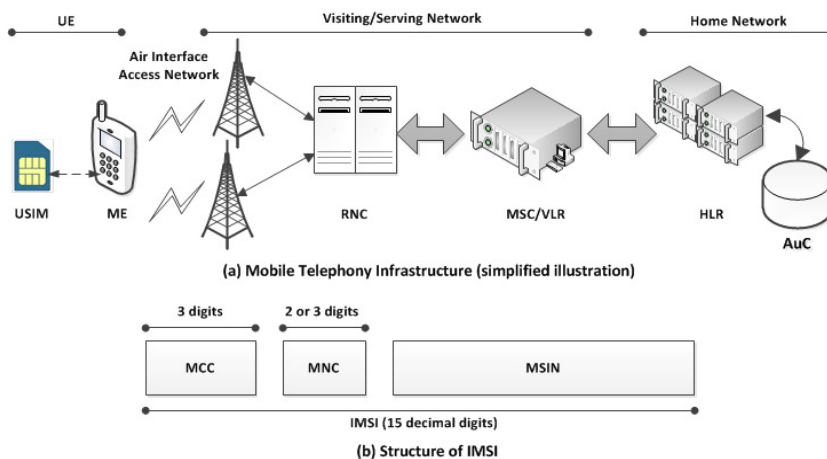 UE
Visiting/Serving Network
Home Network
Air Interface
Access Network
USIM
ME
RNC
MSC/VLR
HLR
AuC
(a) Mobile Telephony Infrastructure (simplified illustration)
3 digits
2 or 3 digits
MCC
MNC
MSIN
IMSI (15 decimal digits)
(b) Structure of IMSI